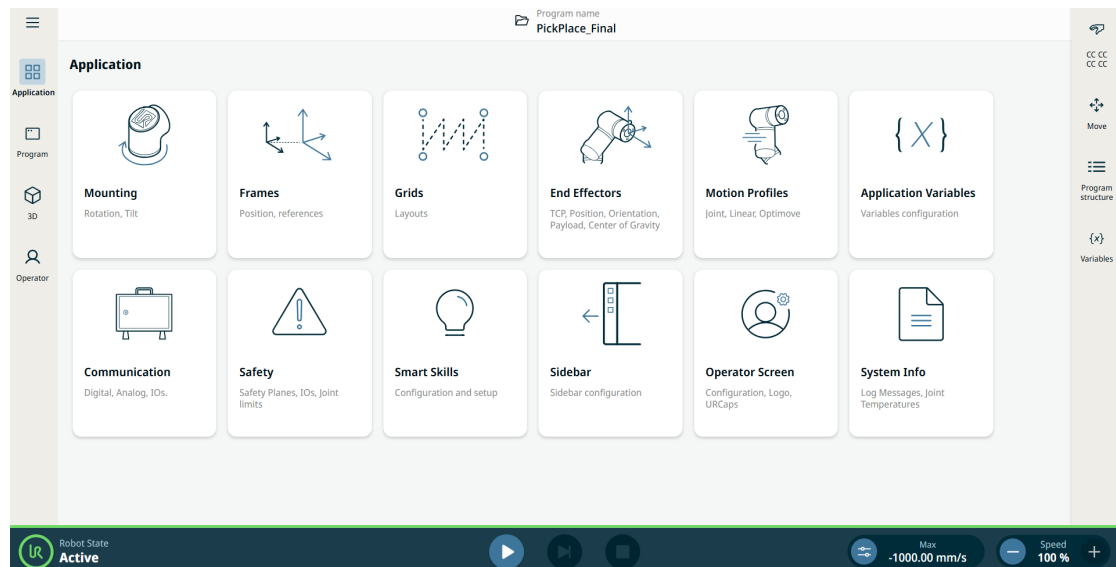 Program name
PickPlace_Final
CC CC
CC CC
Application
Application
Mounting
Rotation, Tilt
Frames
Position, references
Grids
Layouts
End Effectors
TCP, Position, Orientation,
Payload, Center of Gravity
Motion Profiles
Joint, Linear, Optimove
{X}
Application Variables
Variables configuration
Move
Program
Program
structure
3D
{x}
Variables
Operator
Communication
Digital, Analog, IOs.
Safety
Safety Planes, IOs, Joint
limits
Smart Skills
Configuration and setup
Sidebar
Sidebar configuration
Operator Screen
Configuration, Logo,
URCaps
System Info
Log Messages, Joint
Temperatures
Robot State
Active
Max
-1000.00 mm/s
Speed
100 %